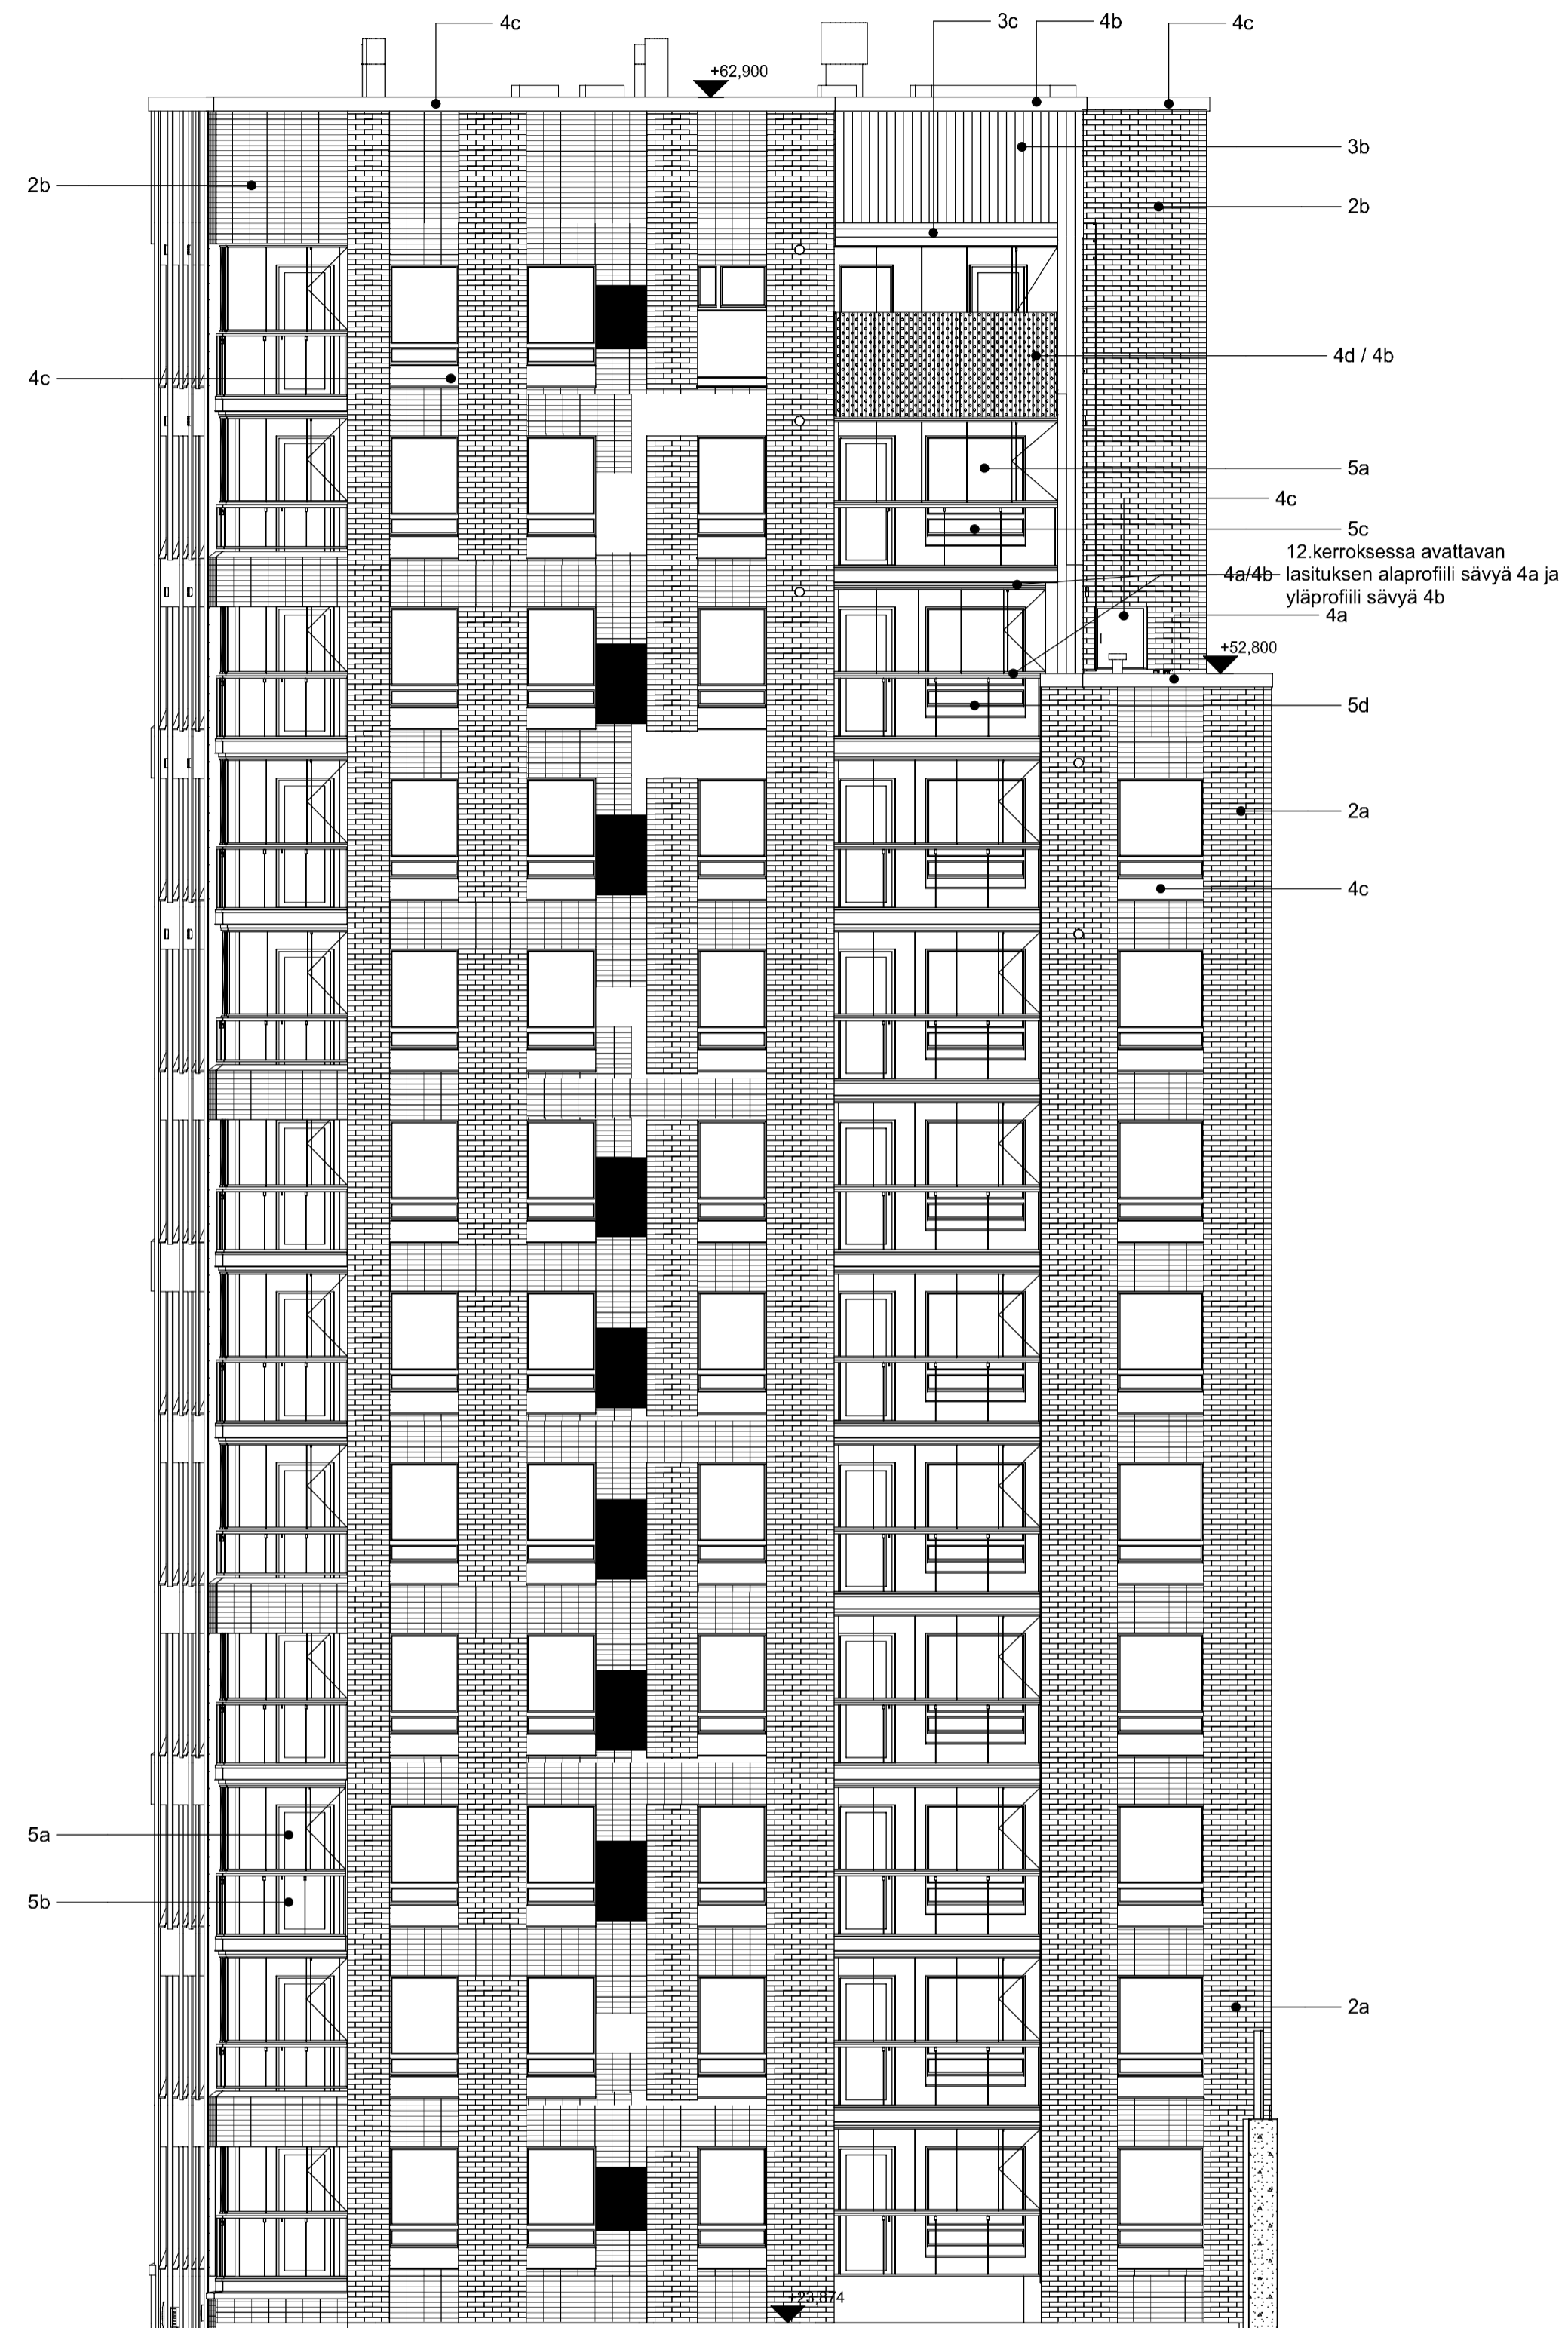 4c
3c
4b
4c
+62,900
3b
2b
2b
4d / 4b
4c
5a
4c
5c
12.kerroksessa avattavan
4a/4b lasituksen alaprofiili sävyä 4a ja
yläprofiili sävyä 4b
4a
+52,800
5d
2a
4c
5a
5b
2a
+23,874